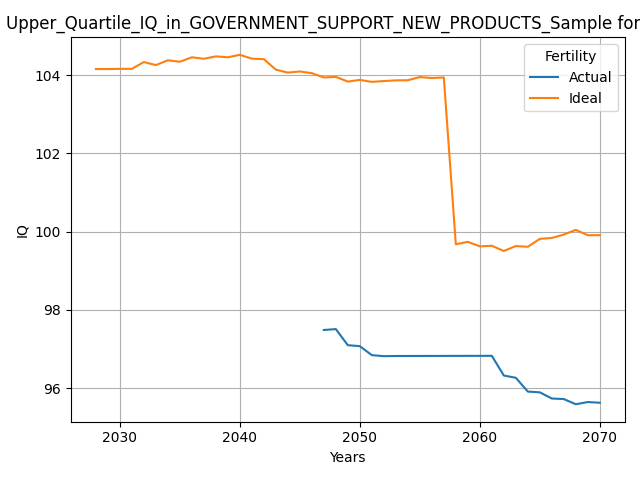 Upper_Quartile_IQ_in_GOVERNMENT_SUPPORT_NEW_PRODUCTS_Sample for
Fertility
Actual
Ideal
104
102
100
98
96
IQ
2030 2040 2050 2060 2070
Years